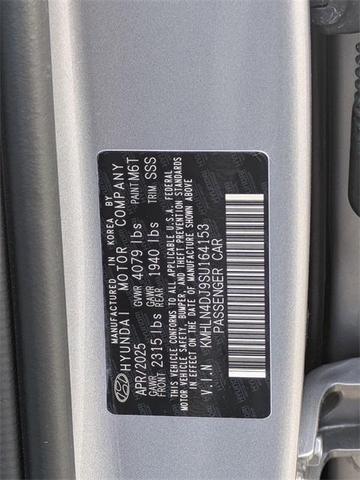 MANUFACTURED IN KOREA BY
HYUNDAI MOTOR COMPANY
APR/2025 GVWR 4079 lbs PAINT M6T
GAWR FRONT 2315 lbs GAWR REAR 1940 lbs TRIM SSS
THIS VEHICLE CONFORMS TO ALL APPLICABLE U.S.A. FEDERAL
MOTOR VEHICLE SAFETY, BUMPER, AND THEFT PREVENTION STANDARDS
IN EFFECT ON THE DATE OF MANUFACTURE SHOWN ABOVE.
V.I.N KMHLN4DJ9SU164153
PASSENGER CAR